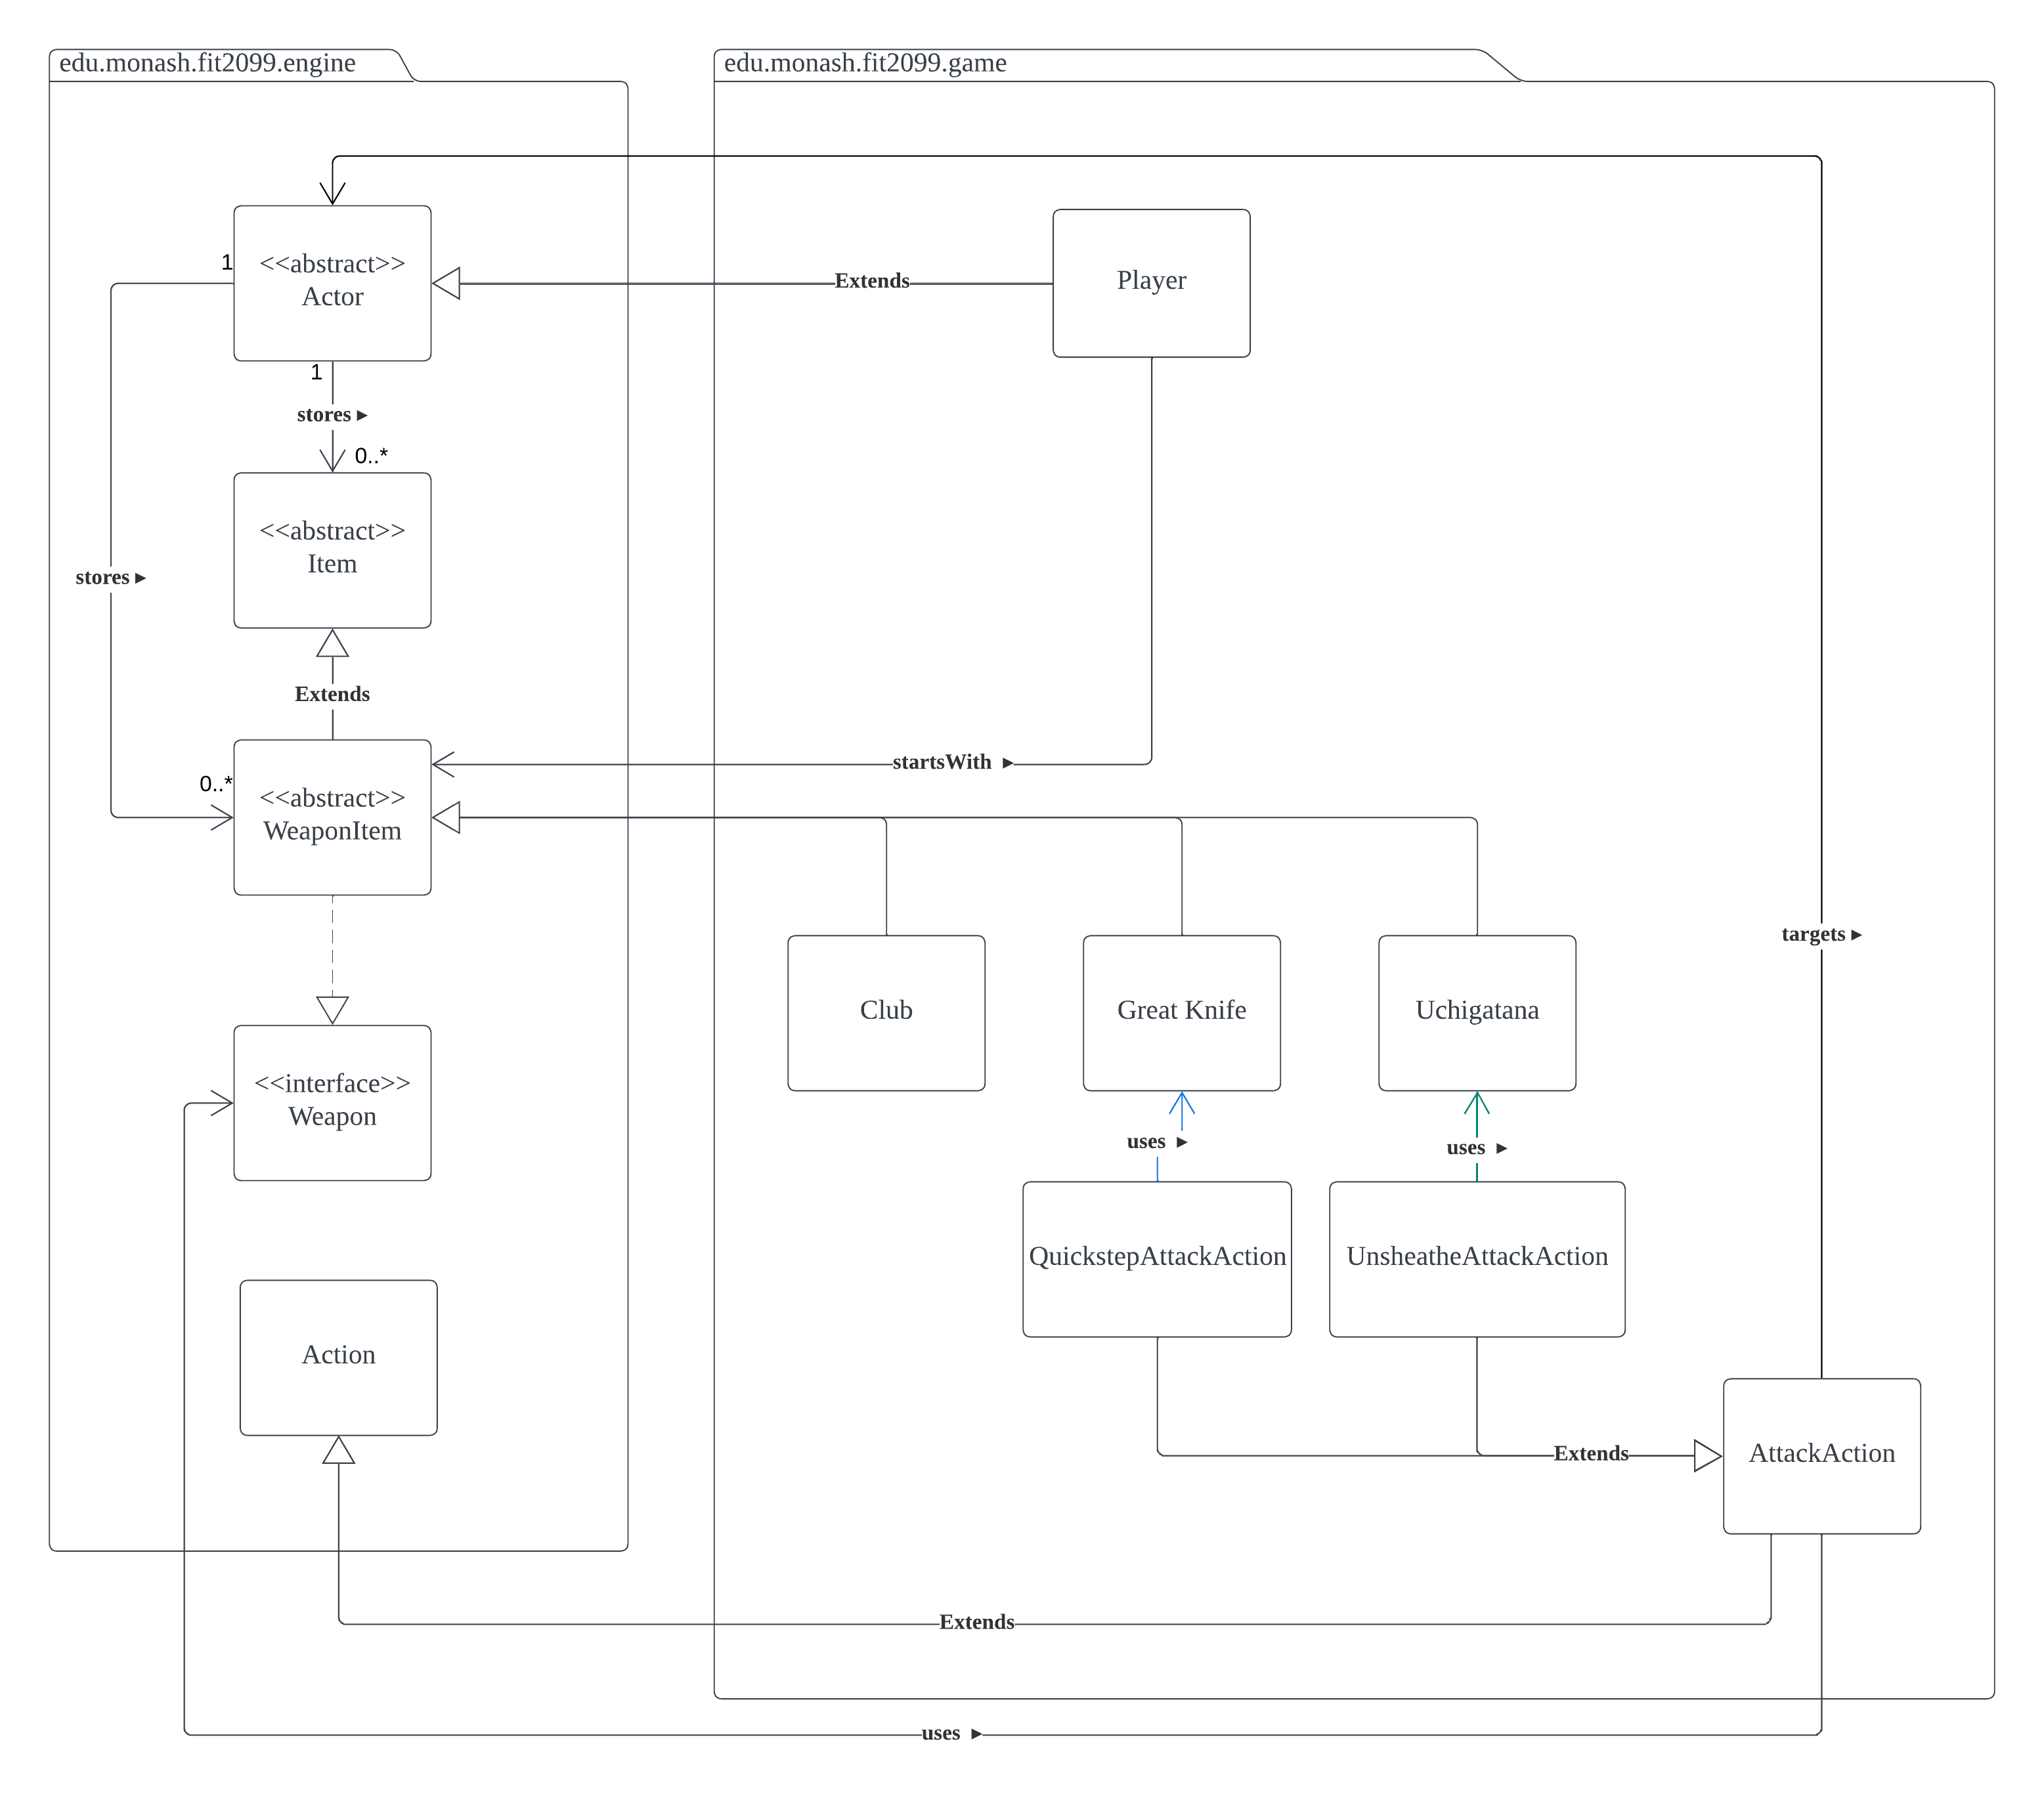 edu.monash.fit2099.engine
edu.monash.fit2099.game
<<abstract>>
Actor
1
Extends
Player
1
stores ►
0..*
<<abstract>>
Item
stores ►
Extends
startsWith ►
0..*
<<abstract>>
WeaponItem
targets ►
Club
Great Knife
Uchigatana
<<interface>>
Weapon
uses ►
uses ►
QuickstepAttackAction
UnsheatheAttackAction
Action
Extends
AttackAction
Extends
uses ►